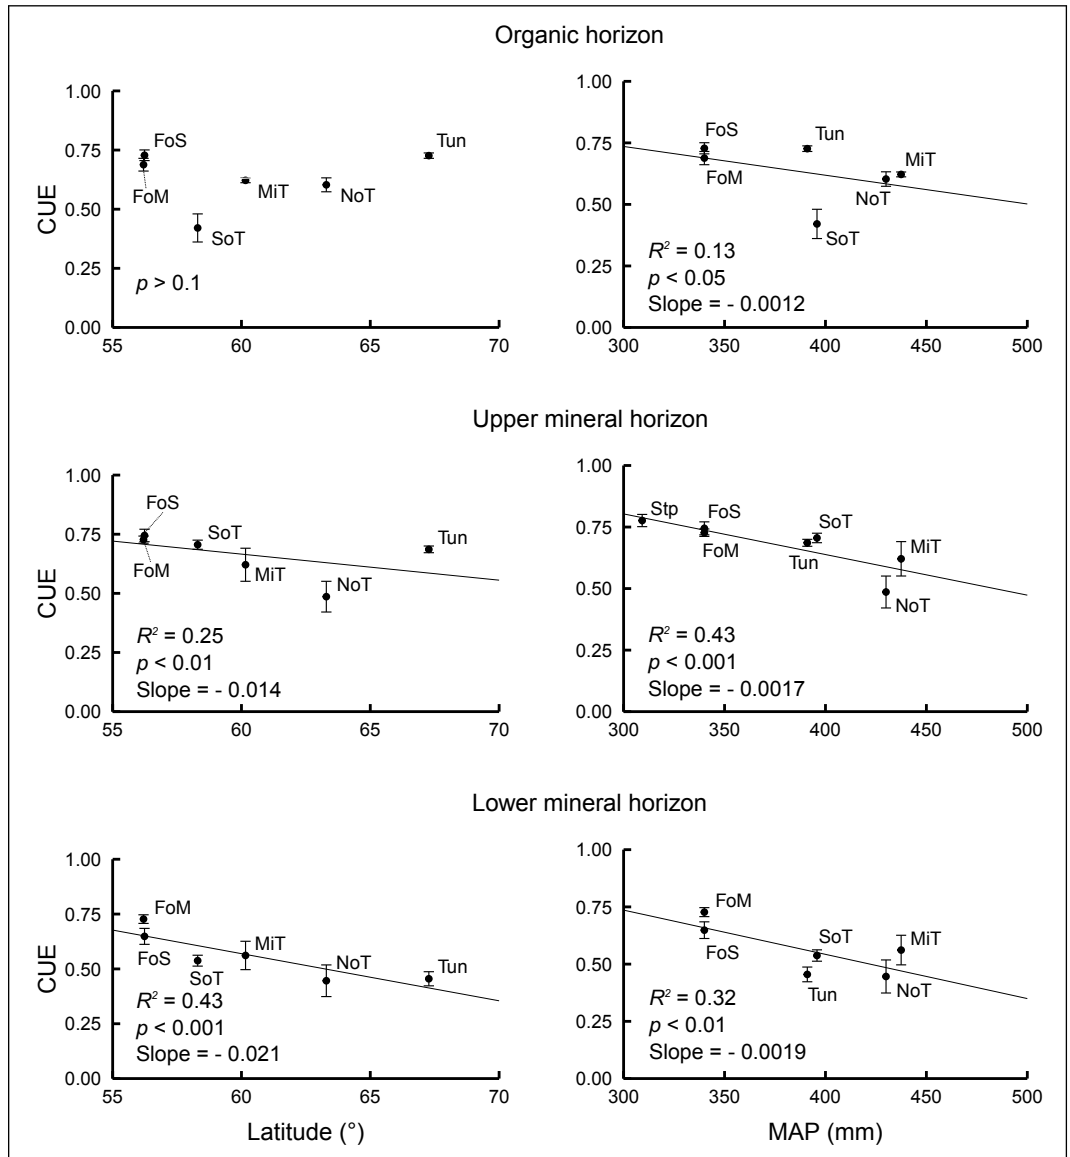 Organic horizon
CUE
1.00
0.75
0.50
0.25
0.00
FoS
FoM
SoT
MiT
NoT
Tun
p > 0.1
55
60
65
70
1.00
0.75
0.50
0.25
0.00
FoS
FoM
Tun
MiT
NoT
SoT
R² = 0.13
p < 0.05
Slope = - 0.0012
300
350
400
450
500
Upper mineral horizon
CUE
1.00
0.75
0.50
0.25
0.00
FoS
FoM
SoT
MiT
NoT
Tun
R² = 0.25
p < 0.01
Slope = - 0.014
55
60
65
70
1.00
0.75
0.50
0.25
0.00
Stp
FoS
FoM
SoT
Tun
MiT
NoT
R² = 0.43
p < 0.001
Slope = - 0.0017
300
350
400
450
500
Lower mineral horizon
CUE
1.00
0.75
0.50
0.25
0.00
FoM
FoS
SoT
MiT
NoT
Tun
R² = 0.43
p < 0.001
Slope = - 0.021
55
60
65
70
Latitude (°)
1.00
0.75
0.50
0.25
0.00
FoM
FoS
SoT
Tun
MiT
NoT
R² = 0.32
p < 0.01
Slope = - 0.0019
300
350
400
450
500
MAP (mm)